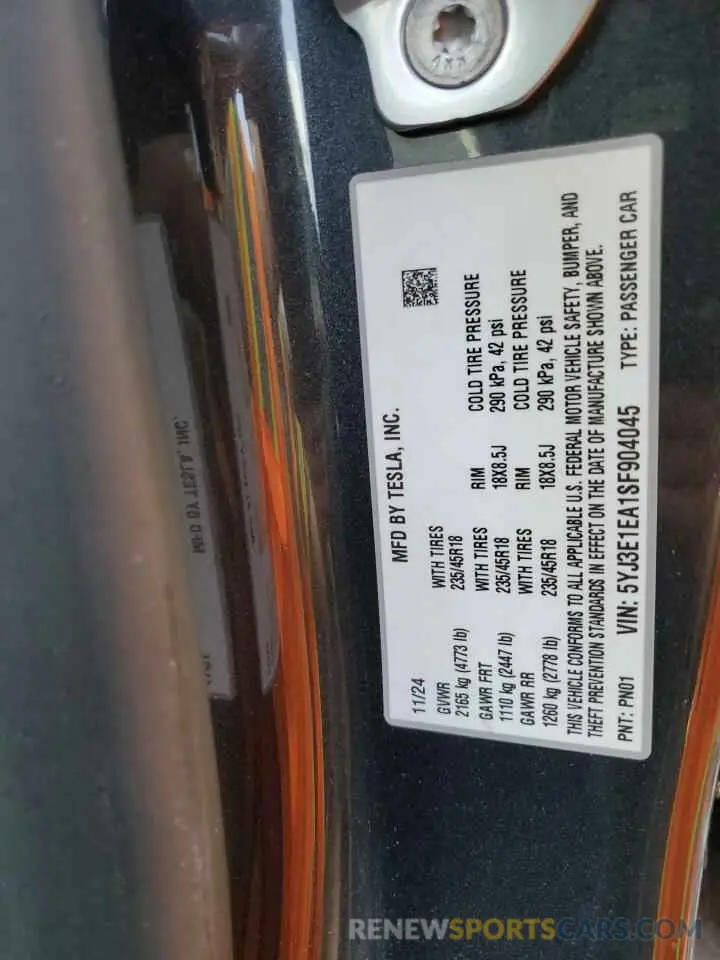 MFD BY TESLA, INC.
11/24
GVWR WITH TIRES
2165 kg (4773 lb) 235/45R18
GAWR FRT WITH TIRES RIM COLD TIRE PRESSURE
1110 kg (2447 lb) 235/45R18 18X8.5J 290 kPa, 42 psi
GAWR RR WITH TIRES RIM COLD TIRE PRESSURE
1260 kg (2778 lb) 235/45R18 18X8.5J 290 kPa, 42 psi
THIS VEHICLE CONFORMS TO ALL APPLICABLE U.S. FEDERAL MOTOR VEHICLE SAFETY, BUMPER, AND
THEFT PREVENTION STANDARDS IN EFFECT ON THE DATE OF MANUFACTURE SHOWN ABOVE.
PNT: PN01 VIN: 5YJ3E1EA1SF904045 TYPE: PASSENGER CAR
RENEWSPORTSCARS.COM